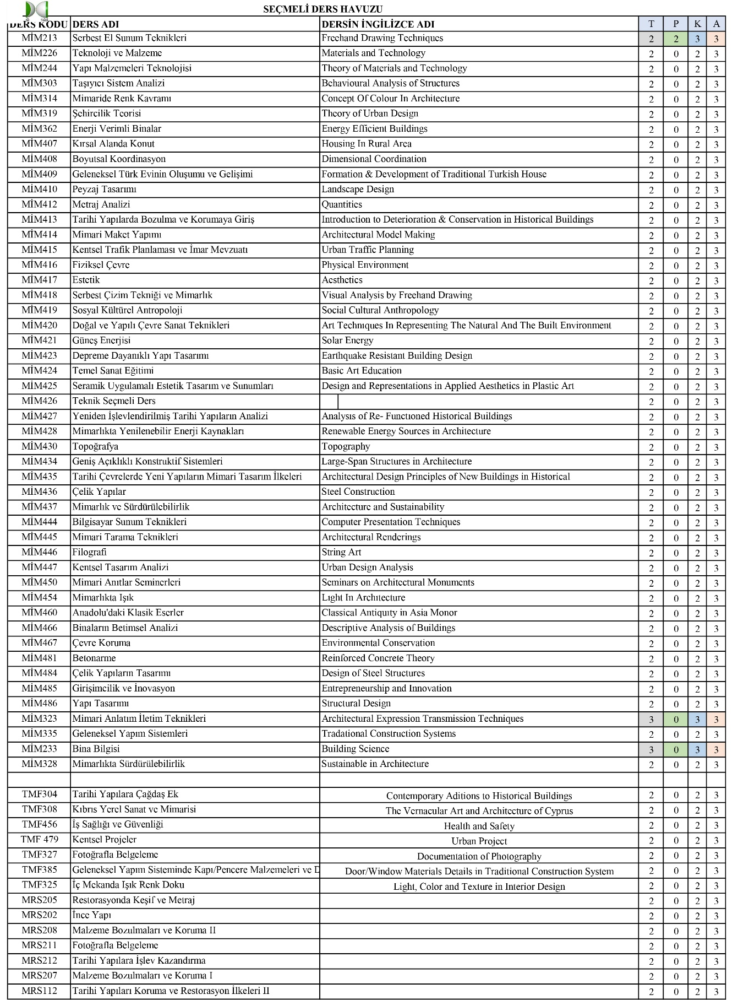 SEÇMELİ DERS HAVUZU
DERS KODU DERS ADI DERSİN İNGİLİZCE ADI T P K A
MİM213 Serbest El Sunum Teknikleri Freehand Drawing Techniques 2 2 3 3
MİM226 Teknoloji ve Malzeme Materials and Technology 2 0 2 3
MİM244 Yapı Malzemeleri Teknolojisi Theory of Materials and Technology 2 0 2 3
MİM303 Taşıyıcı Sistem Analizi Behavioural Analysis of Structures 2 0 2 3
MİM314 Mimaride Renk Kavramı Concept Of Colour In Architecture 2 0 2 3
MİM319 Şehircilik Teorisi Theory of Urban Design 2 0 2 3
MİM362 Enerji Verimli Binalar Energy Efficient Buildings 2 0 2 3
MİM407 Kırsal Alanda Konut Housing In Rural Area 2 0 2 3
MİM408 Boyutsal Koordinasyon Dimensional Coordination 2 0 2 3
MİM409 Geleneksel Türk Evinin Oluşumu ve Gelişimi Formation & Development of Traditional Turkish House 2 0 2 3
MİM410 Peyzaj Tasarımı Landscape Design 2 0 2 3
MİM412 Metraj Analizi Quantities 2 0 2 3
MİM413 Tarihi Yapılarda Bozulma ve Korumaya Giriş Introduction to Deterioration & Conservation in Historical Buildings 2 0 2 3
MİM414 Mimari Maket Yapımı Architectural Model Making 2 0 2 3
MİM415 Kentsel Trafik Planlaması ve İmar Mevzuatı Urban Traffic Planning 2 0 2 3
MİM416 Fiziksel Çevre Physical Environment 2 0 2 3
MİM417 Estetik Aesthetics 2 0 2 3
MİM418 Serbest Çizim Tekniği ve Mimarlık Visual Analysis by Freehand Drawing 2 0 2 3
MİM419 Sosyal Kültürel Antropoloji Social Cultural Anthropology 2 0 2 3
MİM420 Doğal ve Yapılı Çevre Sanat Teknikleri Art Techniques In Representing The Natural And The Built Environment 2 0 2 3
MİM421 Güneş Enerjisi Solar Energy 2 0 2 3
MİM423 Depreme Dayanıklı Yapı Tasarımı Earthquake Resistant Building Design 2 0 2 3
MİM424 Temel Sanat Eğitimi Basic Art Education 2 0 2 3
MİM425 Seramik Uygulamalı Estetik Tasarım ve Sunumları Design and Representations in Applied Aesthetics in Plastic Art 2 0 2 3
MİM426 Teknik Seçmeli Ders 2 0 2 3
MİM427 Yeniden İşlevlendirilmiş Tarihi Yapıların Analizi Analysis of Re- Functioned Historical Buildings 2 0 2 3
MİM428 Mimarlıkta Yenilenebilir Enerji Kaynakları Renewable Energy Sources in Architecture 2 0 2 3
MİM430 Topoğrafya Topography 2 0 2 3
MİM434 Geniş Açıklıklı Konstruktif Sistemleri Large-Span Structures in Architecture 2 0 2 3
MİM435 Tarihi Çevrelerde Yeni Yapıların Mimari Tasarım İlkeleri Architectural Design Principles of New Buildings in Historical 2 0 2 3
MİM436 Çelik Yapılar Steel Construction 2 0 2 3
MİM437 Mimarlık ve Sürdürülebilirlik Architecture and Sustainability 2 0 2 3
MİM444 Bilgisayar Sunum Teknikleri Computer Presentation Techniques 2 0 2 3
MİM445 Mimari Tarama Teknikleri Architectural Renderings 2 0 2 3
MİM446 Filografi String Art 2 0 2 3
MİM447 Kentsel Tasarım Analizi Urban Design Analysis 2 0 2 3
MİM450 Mimari Anıtlar Seminerleri Seminars on Architectural Monuments 2 0 2 3
MİM454 Mimarlıkta Işık Light In Architecture 2 0 2 3
MİM460 Anadolu'daki Klasik Eserler Classical Antiquity in Asia Monor 2 0 2 3
MİM466 Binaların Betimsel Analizi Descriptive Analysis of Buildings 2 0 2 3
MİM467 Çevre Koruma Environmental Conservation 2 0 2 3
MİM481 Betonarme Reinforced Concrete Theory 2 0 2 3
MİM484 Çelik Yapıların Tasarımı Design of Steel Structures 2 0 2 3
MİM485 Girişimcilik ve İnovasyon Entrepreneurship and Innovation 2 0 2 3
MİM486 Yapı Tasarımı Structural Design 2 0 2 3
MİM323 Mimari Anlatım İletim Teknikleri Architectural Expression Transmission Techniques 3 0 3 3
MİM335 Geleneksel Yapım Sistemleri Tradational Construction Systems 2 0 2 3
MİM233 Bina Bilgisi Building Science 3 0 3 3
MİM328 Mimarlıkta Sürdürülebilirlik Sustainable in Architecture 2 0 2 3
TMF304 Tarihi Yapılara Çağdaş Ek Contemporary Aditions to Historical Buildings 2 0 2 3
TMF308 Kıbrıs Yerel Sanat ve Mimarisi The Vernacular Art and Architecture of Cyprus 2 0 2 3
TMF456 İş Sağlığı ve Güvenliği Health and Safety 2 0 2 3
TMF 479 Kentsel Projeler Urban Project 2 0 2 3
TMF327 Fotoğrafla Belgeleme Documentation of Photography 2 0 2 3
TMF385 Geleneksel Yapım Sisteminde Kapı/Pencere Malzemeleri ve D Door/Window Materials Details in Traditional Construction System 2 0 2 3
TMF325 İç Mekanda Işık Renk Doku Light, Color and Texture in Interior Design 2 0 2 3
MRS205 Restorasyonda Keşif ve Metraj 2 0 2 3
MRS202 İnce Yapı 2 0 2 3
MRS208 Malzeme Bozulmaları ve Koruma II 2 0 2 3
MRS211 Fotoğrafla Belgeleme 2 0 2 3
MRS212 Tarihi Yapılara İşlev Kazandırma 2 0 2 3
MRS207 Malzeme Bozulmaları ve Koruma I 2 0 2 3
MRS112 Tarihi Yapıları Koruma ve Restorasyon İlkeleri II 2 0 2 3